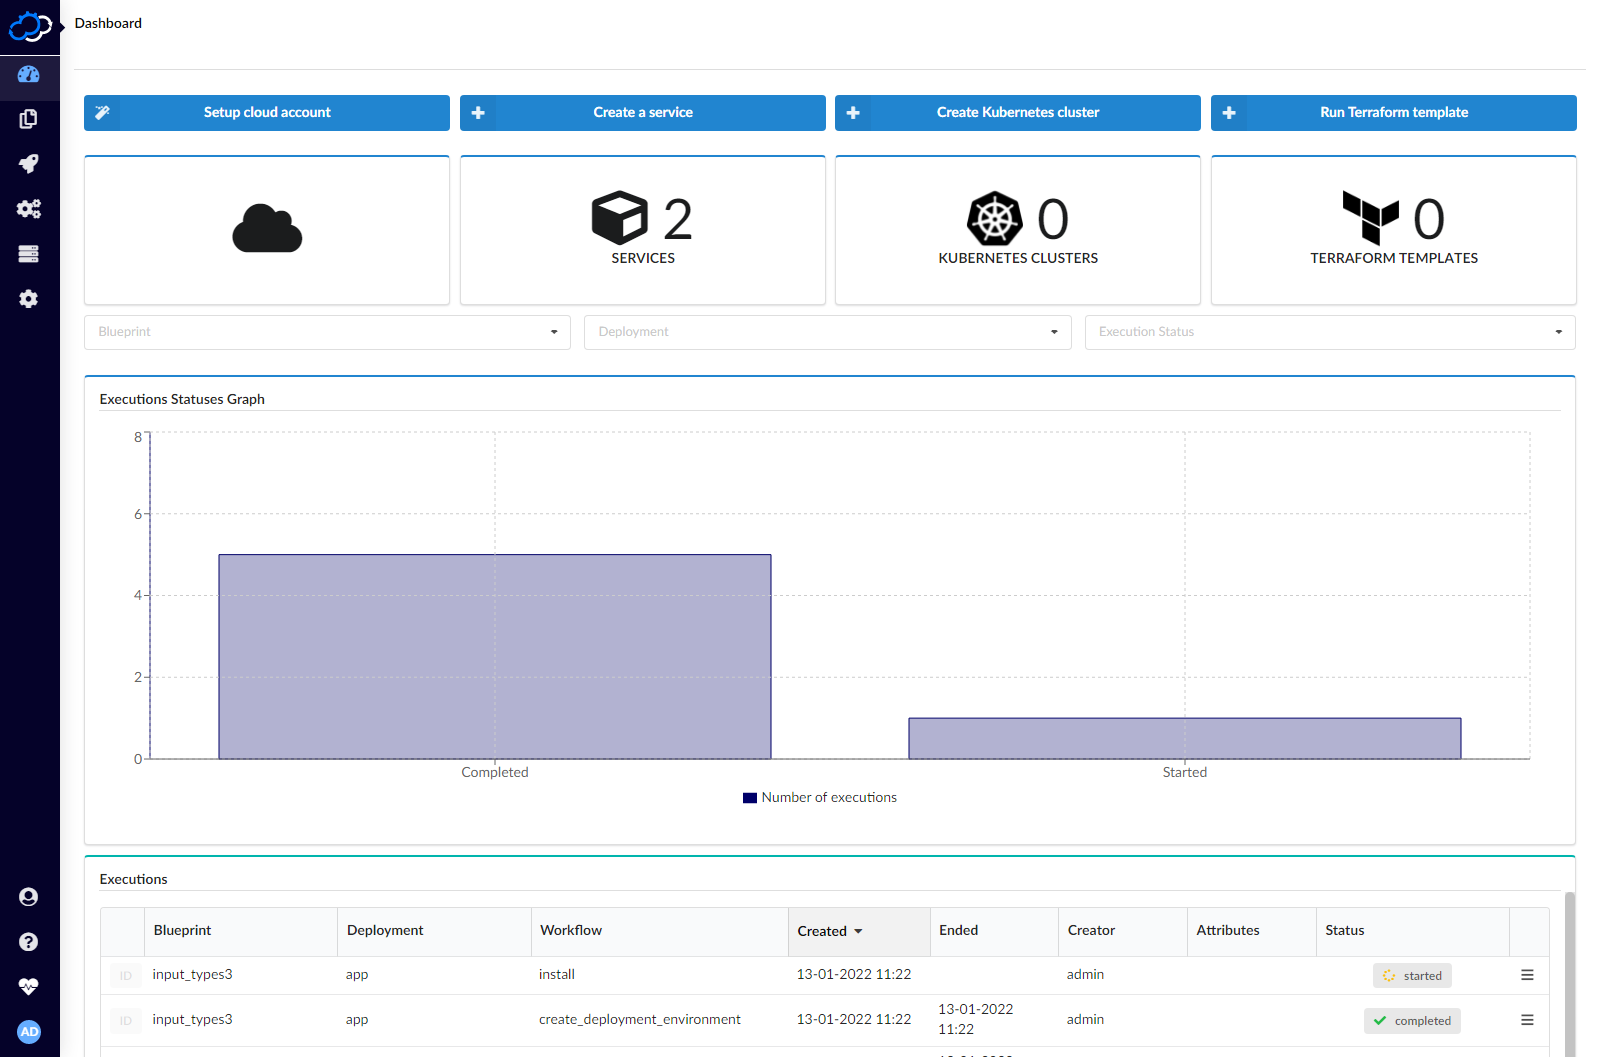 Dashboard
Setup cloud account
Create a service
Create Kubernetes cluster
Run Terraform template
2
SERVICES
0
KUBERNETES CLUSTERS
0
TERRAFORM TEMPLATES
Blueprint
Deployment
Execution Status
Executions Statuses Graph
8
6
4
2
0
Completed
Started
Number of executions
Executions
Blueprint Deployment Workflow Created Ended Creator Attributes Status
ID input_types3 app install 13-01-2022 11:22 admin started
ID input_types3 app create_deployment_environment 13-01-2022 11:22 13-01-2022 11:22 admin completed
AD